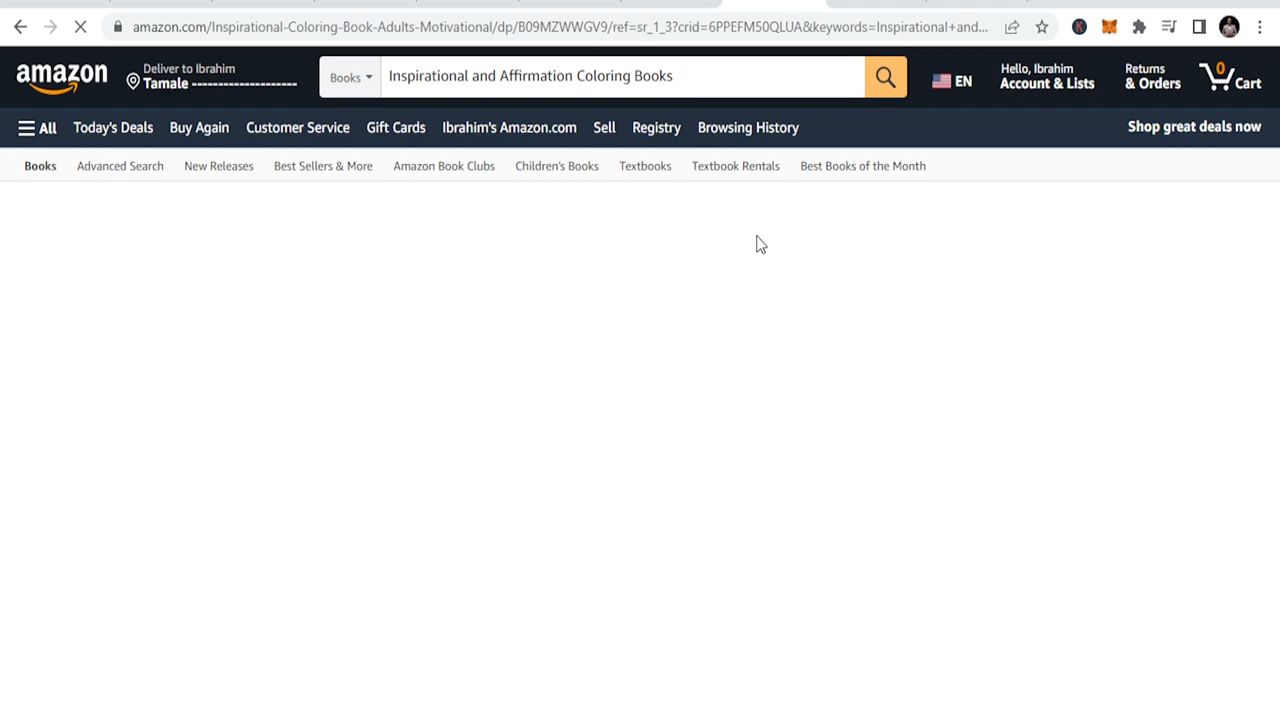 amazon.com/Inspirational-Coloring-Book-Adults-Motivational/dp/B09MZWWGV9/ref=sr_1_3?crid=6PPEFM50QLUA&keywords=Inspirational+and...
amazon
Deliver to Ibrahim
Tamale ------------------
Books
Inspirational and Affirmation Coloring Books
EN
Hello, Ibrahim
Account & Lists
Returns
& Orders
0
Cart
All
Today's Deals
Buy Again
Customer Service
Gift Cards
Ibrahim's Amazon.com
Sell
Registry
Browsing History
Shop great deals now
Books
Advanced Search
New Releases
Best Sellers & More
Amazon Book Clubs
Children's Books
Textbooks
Textbook Rentals
Best Books of the Month